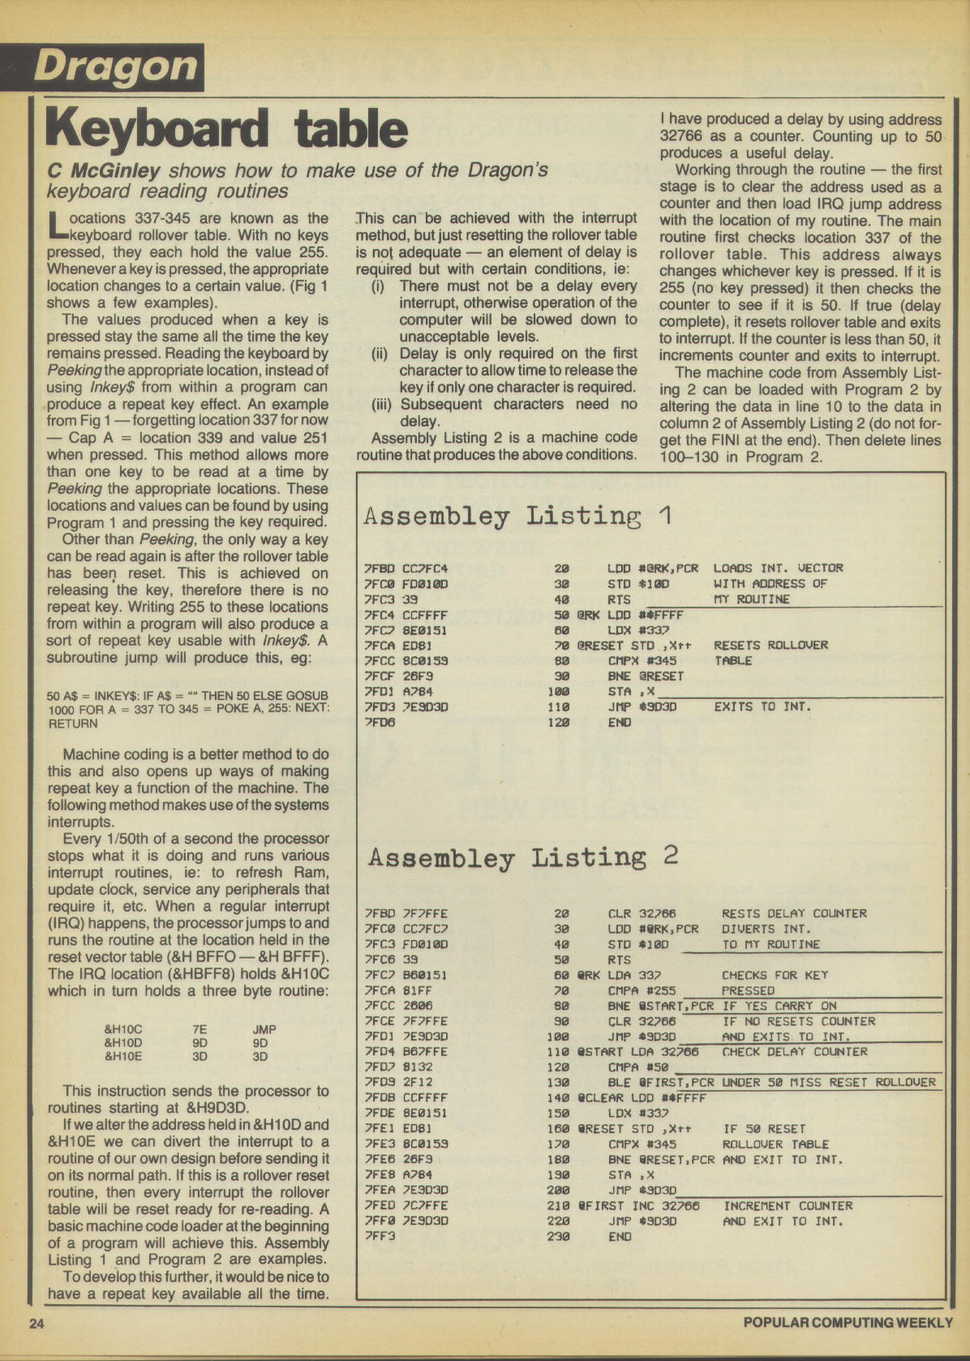 Dragon
Keyboard table
C McGinley shows how to make use of the Dragon's
keyboard reading routines
Locations 337-345 are known as the
keyboard rollover table. With no keys
pressed, they each hold the value 255.
Whenever a key is pressed, the appropriate
location changes to a certain value. (Fig 1
shows a few examples).
The values produced when a key is
pressed stay the same all the time the key
remains pressed. Reading the keyboard by
Peeking the appropriate location, instead of
using Inkey$ from within a program can
produce a repeat key effect. An example
from Fig 1 — forgetting location 337 for now
— Cap A = location 339 and value 251
when pressed. This method allows more
than one key to be read at a time by
Peeking the appropriate locations. These
locations and values can be found by using
Program 1 and pressing the key required.
Other than Peeking, the only way a key
can be read again is after the rollover table
has been reset. This is achieved on
releasing the key, therefore there is no
repeat key. Writing 255 to these locations
from within a program will also produce a
sort of repeat key usable with Inkey$. A
subroutine jump will produce this, eg:
50 A$ = INKEY$: IF A$ = "" THEN 50 ELSE GOSUB
1000 FOR A = 337 TO 345 = POKE A, 255: NEXT:
RETURN
Machine coding is a better method to do
this and also opens up ways of making
repeat key a function of the machine. The
following method makes use of the systems
interrupts.
Every 1/50th of a second the processor
stops what it is doing and runs various
interrupt routines, ie: to refresh Ram,
update clock, service any peripherals that
require it, etc. When a regular interrupt
(IRQ) happens, the processor jumps to and
runs the routine at the location held in the
reset vector table (&H BFFO — &H BFFF).
The IRQ location (&HBFF8) holds &H10C
which in turn holds a three byte routine:
&H10C 7E JMP
&H10D 9D 9D
&H10E 3D 3D
This instruction sends the processor to
routines starting at &H9D3D.
If we alter the address held in &H10D and
&H10E we can divert the interrupt to a
routine of our own design before sending it
on its normal path. If this is a rollover reset
routine, then every interrupt the rollover
table will be reset ready for re-reading. A
basic machine code loader at the beginning
of a program will achieve this. Assembly
Listing 1 and Program 2 are examples.
To develop this further, it would be nice to
have a repeat key available all the time.
This can be achieved with the interrupt
method, but just resetting the rollover table
is not adequate — an element of delay is
required but with certain conditions, ie:
(i) There must not be a delay every
interrupt, otherwise operation of the
computer will be slowed down to
unacceptable levels.
(ii) Delay is only required on the first
character to allow time to release the
key if only one character is required.
(iii) Subsequent characters need no
delay.
Assembly Listing 2 is a machine code
routine that produces the above conditions.
I have produced a delay by using address
32766 as a counter. Counting up to 50
produces a useful delay.
Working through the routine — the first
stage is to clear the address used as a
counter and then load IRQ jump address
with the location of my routine. The main
routine first checks location 337 of the
rollover table. This address always
changes whichever key is pressed. If it is
255 (no key pressed) it then checks the
counter to see if it is 50. If true (delay
complete), it resets rollover table and exits
to interrupt. If the counter is less than 50, it
increments counter and exits to interrupt.
The machine code from Assembly List-
ing 2 can be loaded with Program 2 by
altering the data in line 10 to the data in
column 2 of Assembly Listing 2 (do not for-
get the FINI at the end). Then delete lines
100–130 in Program 2.
Assembley Listing 1
7FBD CC7FC4 20 LDD #@RK,PCR LOADS INT. VECTOR
7FC0 FD010D 30 STD $10D WITH ADDRESS OF
7FC3 39 40 RTS MY ROUTINE
7FC4 CCFFFF 50 @RK LDD #$FFFF
7FC7 8E0151 60 LDX #337
7FCA ED81 70 @RESET STD ,X++ RESETS ROLLOVER
7FCC 8C0159 80 CMPX #345 TABLE
7FCF 26F9 90 BNE @RESET
7FD1 A784 100 STA ,X
7FD3 7E9D3D 110 JMP $9D3D EXITS TO INT.
7FD6 120 END
Assembley Listing 2
7FBD 7F7FFE 20 CLR 32766 RESTS DELAY COUNTER
7FC0 CC7FC7 30 LDD #@RK,PCR DIVERTS INT.
7FC3 FD010D 40 STD $10D TO MY ROUTINE
7FC6 39 50 RTS
7FC7 B60151 60 @RK LDA 337 CHECKS FOR KEY
7FCA 81FF 70 CMPA #255 PRESSED
7FCC 2606 80 BNE @START,PCR IF YES CARRY ON
7FCE 7F7FFE 90 CLR 32766 IF NO RESETS COUNTER
7FD1 7E9D3D 100 JMP $9D3D AND EXITS TO INT.
7FD4 B67FFE 110 @START LDA 32766 CHECK DELAY COUNTER
7FD7 8132 120 CMPA #50
7FD9 2F12 130 BLE @FIRST,PCR UNDER 50 MISS RESET ROLLOVER
7FDB CCFFFF 140 @CLEAR LDD #$FFFF
7FDE 8E0151 150 LDX #337
7FE1 ED81 160 @RESET STD ,X++ IF 50 RESET
7FE3 8C0159 170 CMPX #345 ROLLOVER TABLE
7FE6 26F9 180 BNE @RESET,PCR AND EXIT TO INT.
7FE8 A784 190 STA ,X
7FEA 7E9D3D 200 JMP $9D3D
7FED 7C7FFE 210 @FIRST INC 32766 INCREMENT COUNTER
7FF0 7E9D3D 220 JMP $9D3D AND EXIT TO INT.
7FF3 230 END
24
POPULAR COMPUTING WEEKLY